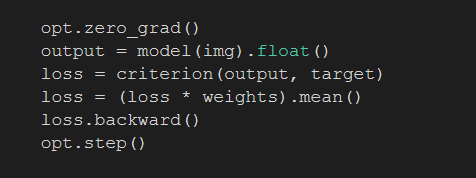 opt.zero_grad()
output = model(img).float()
loss = criterion(output, target)
loss = (loss * weights).mean()
loss.backward()
opt.step()